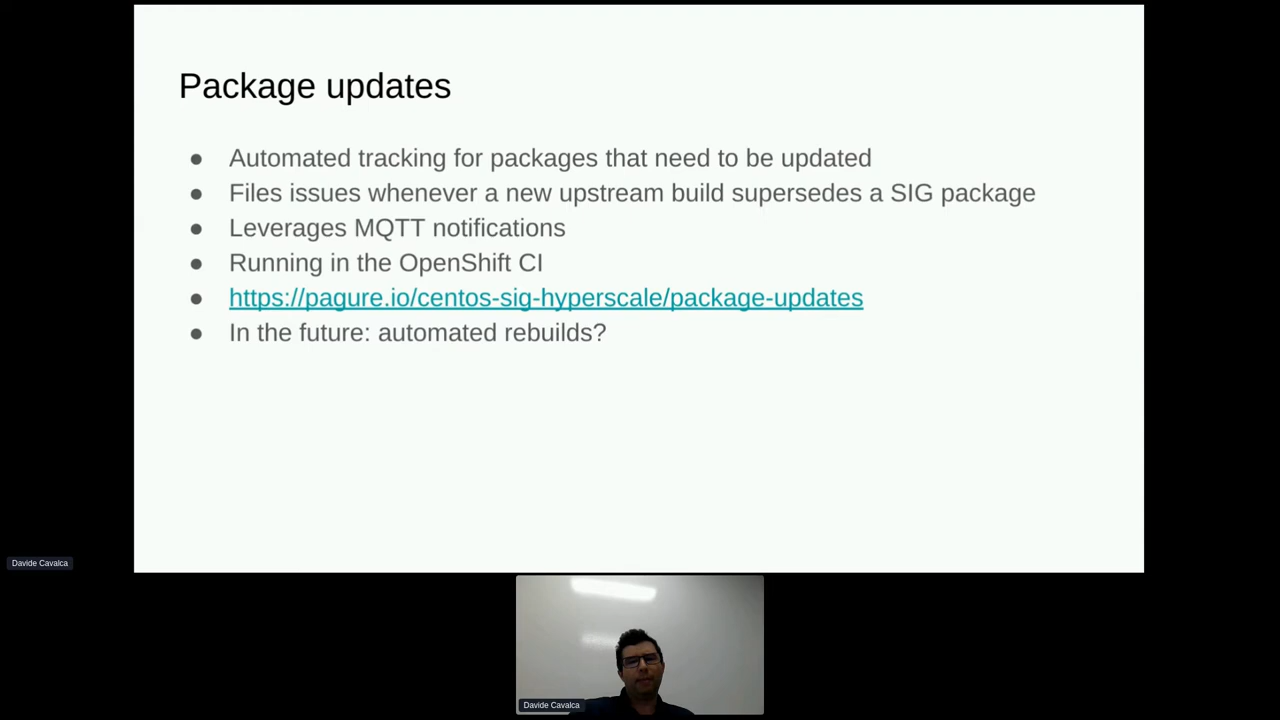 Package updates
● Automated tracking for packages that need to be updated
● Files issues whenever a new upstream build supersedes a SIG package
● Leverages MQTT notifications
● Running in the OpenShift CI
● https://pagure.io/centos-sig-hyperscale/package-updates
● In the future: automated rebuilds?
Davide Cavalca
Davide Cavalca